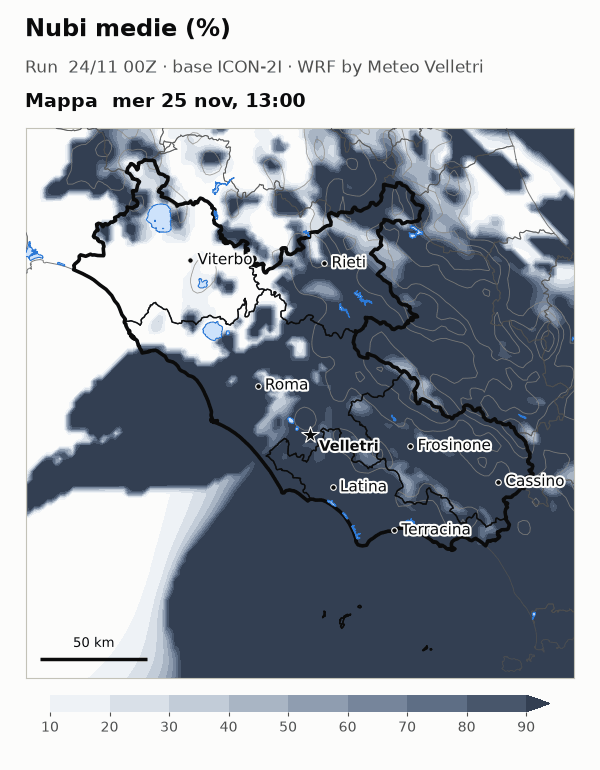 Nubi medie (%)
Run 24/11 00Z · base ICON-2I · WRF by Meteo Velletri
Mappa mer 25 nov, 13:00
Viterbo
Rieti
Roma
Velletri
Frosinone
Cassino
Latina
Terracina
50 km
10 20 30 40 50 60 70 80 90